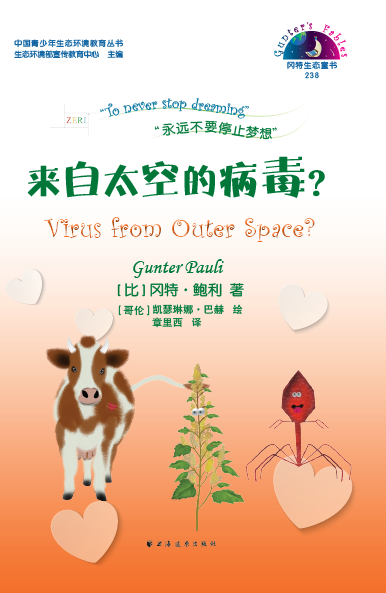 中国青少年生态环境教育丛书
生态环境部宣传教育中心 主编
Gunter's Fables
冈特生态童书
238
ZERI
"To never stop dreaming"
"永远不要停止梦想"
来自太空的病毒?
Virus from Outer Space?
Gunter Pauli
[比] 冈特·鲍利 著
[哥伦] 凯瑟琳娜·巴赫 绘
章里西 译
上海远东出版社